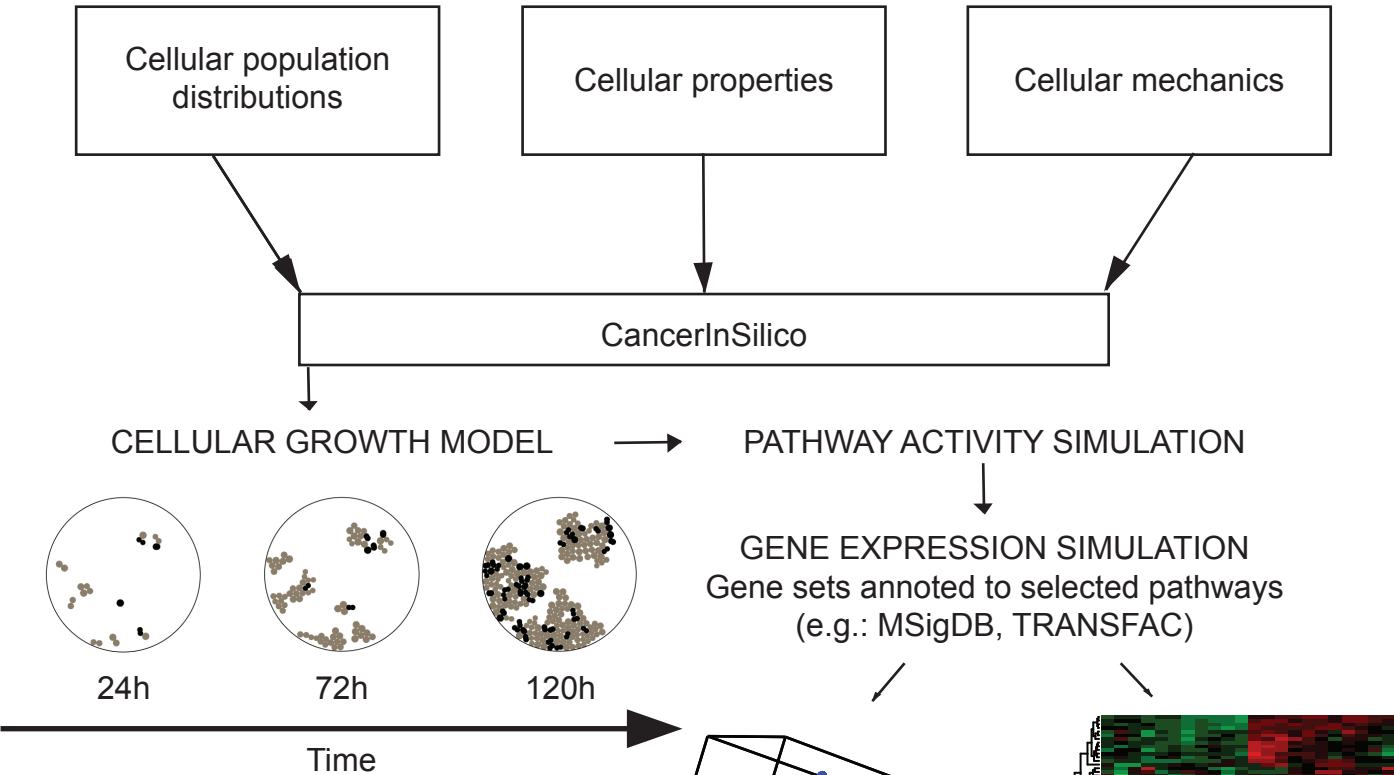 Cellular population
distributions
Cellular properties
Cellular mechanics
CancerInSilico
CELLULAR GROWTH MODEL
PATHWAY ACTIVITY SIMULATION
GENE EXPRESSION SIMULATION
Gene sets annoted to selected pathways
(e.g.: MSigDB, TRANSFAC)
24h
72h
120h
Time